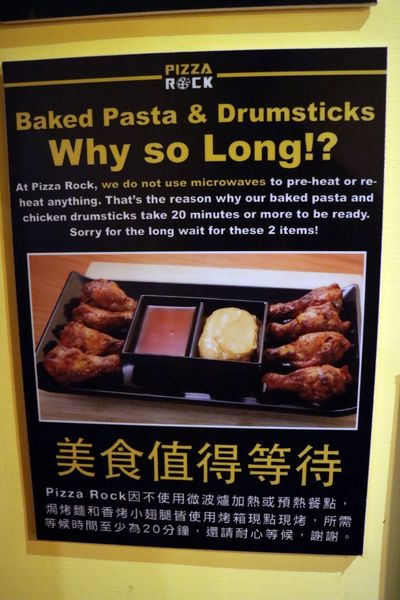 PIZZA
ROCK
Baked Pasta & Drumsticks
Why so Long!?
At Pizza Rock, we do not use microwaves to pre-heat or re-
heat anything. That's the reason why our baked pasta and
chicken drumsticks take 20 minutes or more to be ready.
Sorry for the long wait for these 2 items!
美食值得等待
Pizza Rock因不使用微波爐加熱或預熱餐點，
焗烤麵和香烤小翅腿皆使用烤箱現點現烤，所需
等候時間至少為20分鐘，還請耐心等候，謝謝。